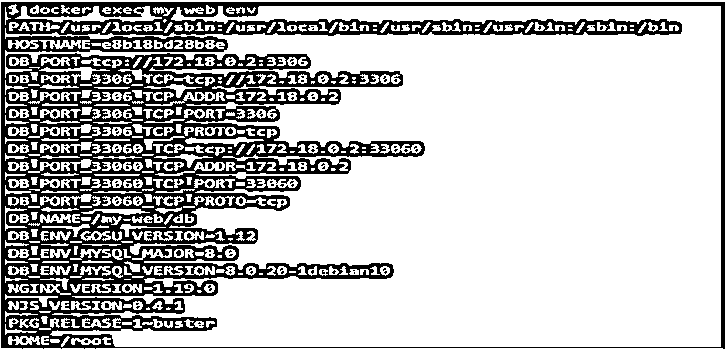 $ docker exec my-web env
PATH=/usr/local/sbin:/usr/local/bin:/usr/sbin:/usr/bin:/sbin:/bin
HOSTNAME=e8b18bd28b8e
DB_PORT=tcp://172.18.0.2:3306
DB_PORT_3306_TCP=tcp://172.18.0.2:3306
DB_PORT_3306_TCP_ADDR=172.18.0.2
DB_PORT_3306_TCP_PORT=3306
DB_PORT_3306_TCP_PROTO=tcp
DB_PORT_33060_TCP=tcp://172.18.0.2:33060
DB_PORT_33060_TCP_ADDR=172.18.0.2
DB_PORT_33060_TCP_PORT=33060
DB_PORT_33060_TCP_PROTO=tcp
DB_NAME=/my-web/db
DB_ENV_GOSU_VERSION=1.12
DB_ENV_MYSQL_MAJOR=8.0
DB_ENV_MYSQL_VERSION=8.0.20-1debian10
NGINX_VERSION=1.19.0
NJS_VERSION=0.4.1
PKG_RELEASE=1~buster
HOME=/root